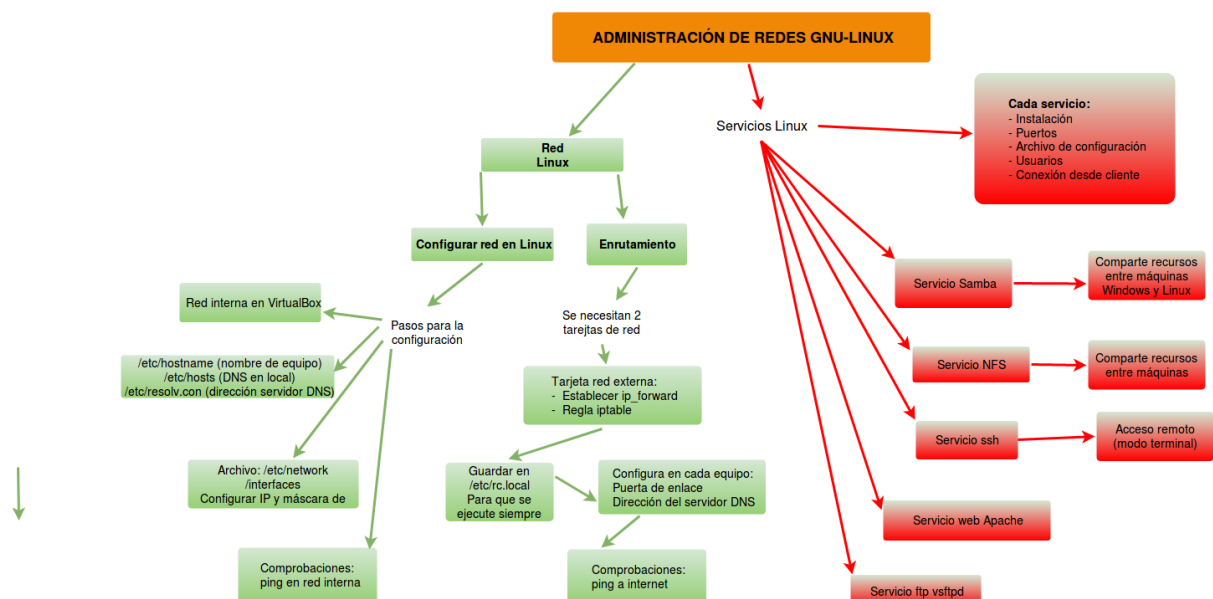 ADMINISTRACIÓN DE REDES GNU-LINUX
Servicios Linux
Cada servicio:
- Instalación
- Puertos
- Archivo de configuración
- Usuarios
- Conexión desde cliente
Red
Linux
Configurar red en Linux
Enrutamiento
Red interna en VirtualBox
Pasos para la
configuración
/etc/hostname (nombre de equipo)
/etc/hosts (DNS en local)
/etc/resolv.con (dirección servidor DNS)
Archivo: /etc/network
/interfaces
Configurar IP y máscara de
Comprobaciones:
ping en red interna
Se necesitan 2
tarejtas de red
Tarjeta red externa:
- Establecer ip_forward
- Regla iptable
Guardar en
/etc/rc.local
Para que se
ejecute siempre
Configura en cada equipo:
Puerta de enlace
Dirección del servidor DNS
Comprobaciones:
ping a internet
Servicio Samba
Comparte recursos
entre máquinas
Windows y Linux
Servicio NFS
Comparte recursos
entre máquinas
Servicio ssh
Acceso remoto
(modo terminal)
Servicio web Apache
Servicio ftp vsftpd